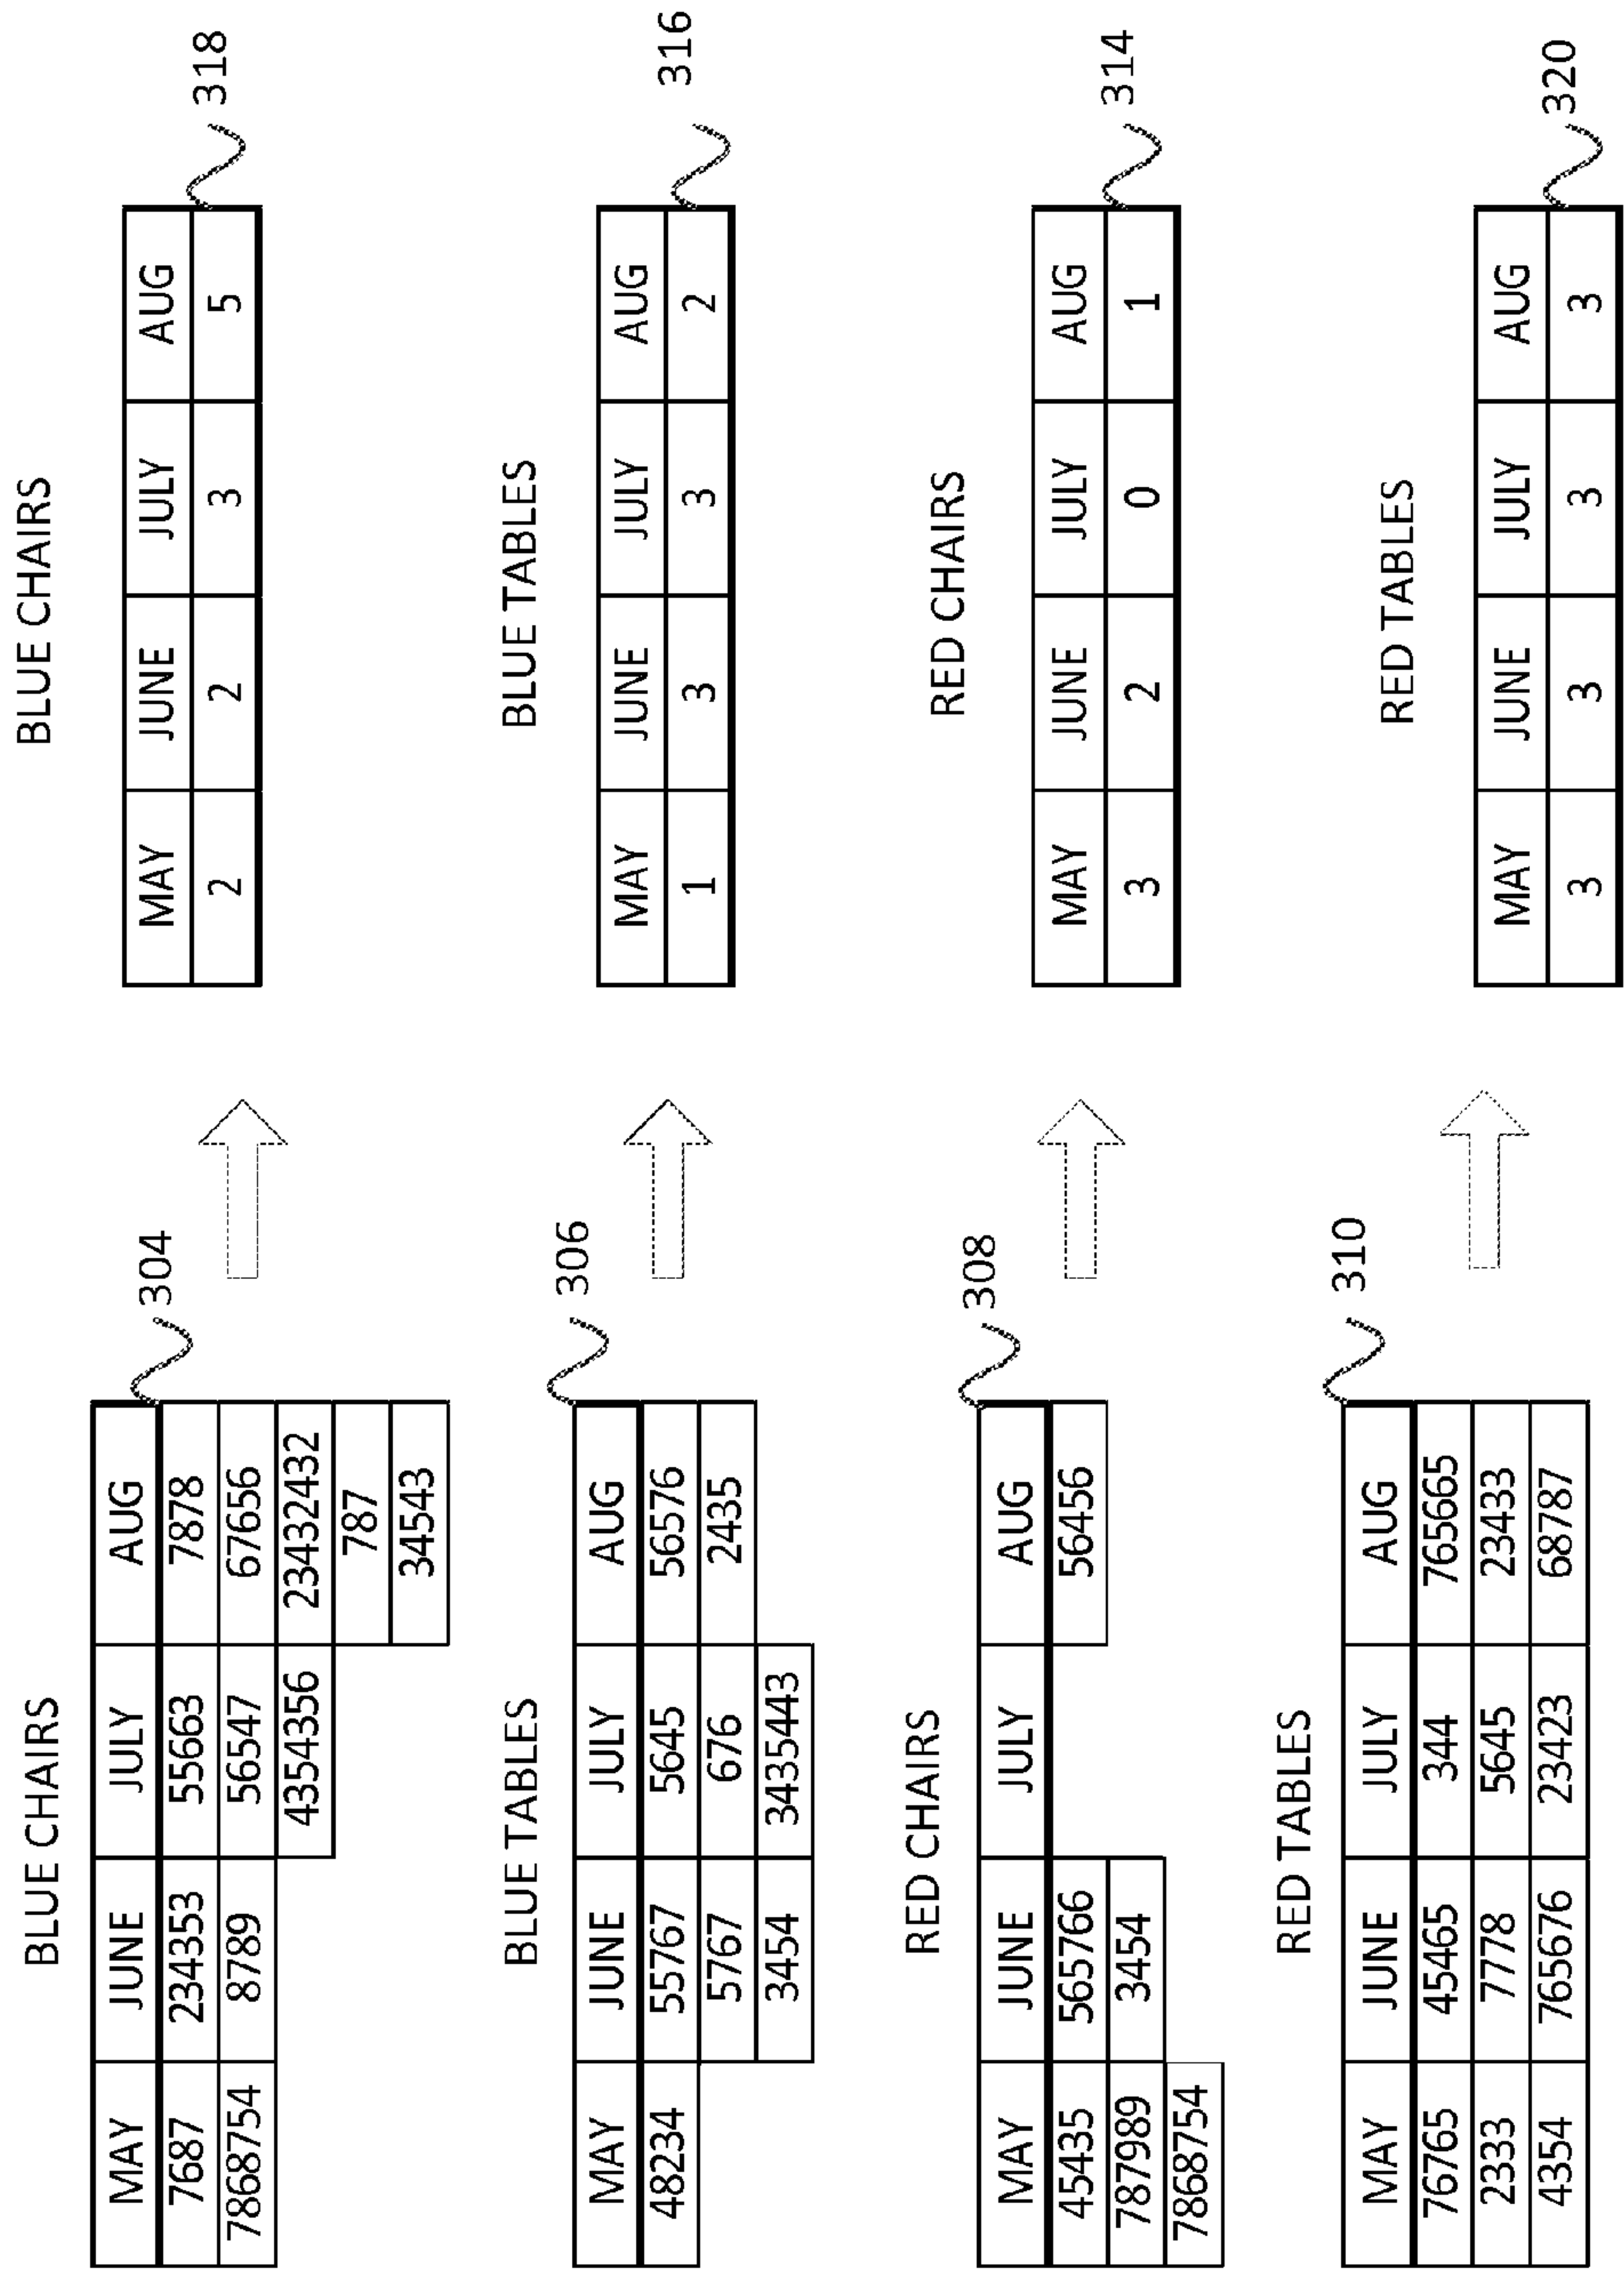 BLUE CHAIRS
304
MAY JUNE JULY AUG
7687 234353 55663 7878
7868754 8789 56547 67656
4354356 23432432
787
34543
BLUE CHAIRS
318
MAY JUNE JULY AUG
2 2 3 5
BLUE TABLES
306
MAY JUNE JULY AUG
48234 55767 5645 56576
5767 676 2435
3454 3435443
BLUE TABLES
316
MAY JUNE JULY AUG
1 3 3 2
RED CHAIRS
308
MAY JUNE JULY AUG
45435 565766 564456
787989 3454
7868754
RED CHAIRS
314
MAY JUNE JULY AUG
3 2 0 1
RED TABLES
310
MAY JUNE JULY AUG
76765 45465 344 765665
2333 7778 5645 23433
4354 765676 23423 68787
RED TABLES
320
MAY JUNE JULY AUG
3 3 3 3